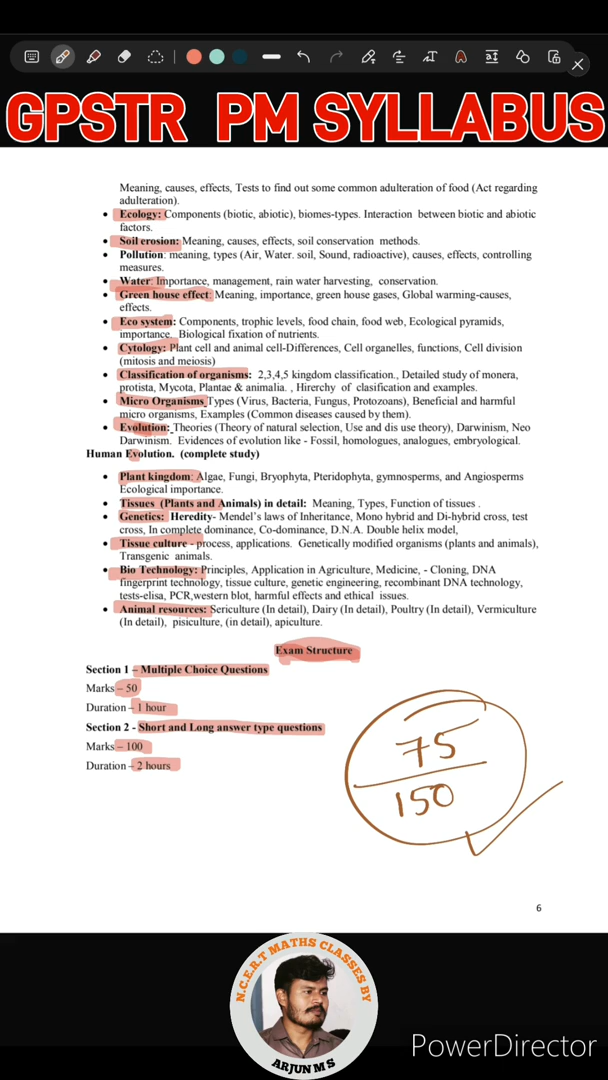 GPSTR PM SYLLABUS
Meaning, causes, effects, Tests to find out some common adulteration of food (Act regarding
adulteration).
• Ecology: Components (biotic, abiotic), biomes-types. Interaction between biotic and abiotic
factors.
• Soil erosion: Meaning, causes, effects, soil conservation methods.
• Pollution: meaning, types (Air, Water. soil, Sound, radioactive), causes, effects, controlling
measures.
• Water: Importance, management, rain water harvesting, conservation.
• Green house effect: Meaning, importance, green house gases, Global warming-causes,
effects.
• Eco system: Components, trophic levels, food chain, food web, Ecological pyramids,
importance, Biological fixation of nutrients.
• Cytology: Plant cell and animal cell-Differences, Cell organelles, functions, Cell division
(mitosis and meiosis)
• Classification of organisms: 2,3,4,5 kingdom classification., Detailed study of monera,
protista, Mycota, Plantae & animalia. , Hirerchy of clasification and examples.
• Micro Organisms Types (Virus, Bacteria, Fungus, Protozoans), Beneficial and harmful
micro organisms, Examples (Common diseases caused by them).
• Evolution: Theories (Theory of natural selection, Use and dis use theory), Darwinism, Neo
Darwinism. Evidences of evolution like - Fossil, homologues, analogues, embryological.
Human Evolution. (complete study)
• Plant kingdom: Algae, Fungi, Bryophyta, Pteridophyta, gymnosperms, and Angiosperms
Ecological importance.
• Tissues (Plants and Animals) in detail: Meaning, Types, Function of tissues .
• Genetics: Heredity- Mendel's laws of Inheritance, Mono hybrid and Di-hybrid cross, test
cross, In complete dominance, Co-dominance, D.N.A. Double helix model,
• Tissue culture - process, applications. Genetically modified organisms (plants and animals),
Transgenic animals.
• Bio Technology: Principles, Application in Agriculture, Medicine, - Cloning, DNA
fingerprint technology, tissue culture, genetic engineering, recombinant DNA technology,
tests-elisa, PCR,western blot, harmful effects and ethical issues.
• Animal resources: Sericulture (In detail), Dairy (In detail), Poultry (In detail), Vermiculture
(In detail), pisiculture, (in detail), apiculture.
Exam Structure
Section 1 – Multiple Choice Questions
Marks – 50
Duration – 1 hour
Section 2 - Short and Long answer type questions
Marks – 100
Duration – 2 hours
75
150
6
N.C.E.R.T MATHS CLASSES BY
ARJUN M S
PowerDirector